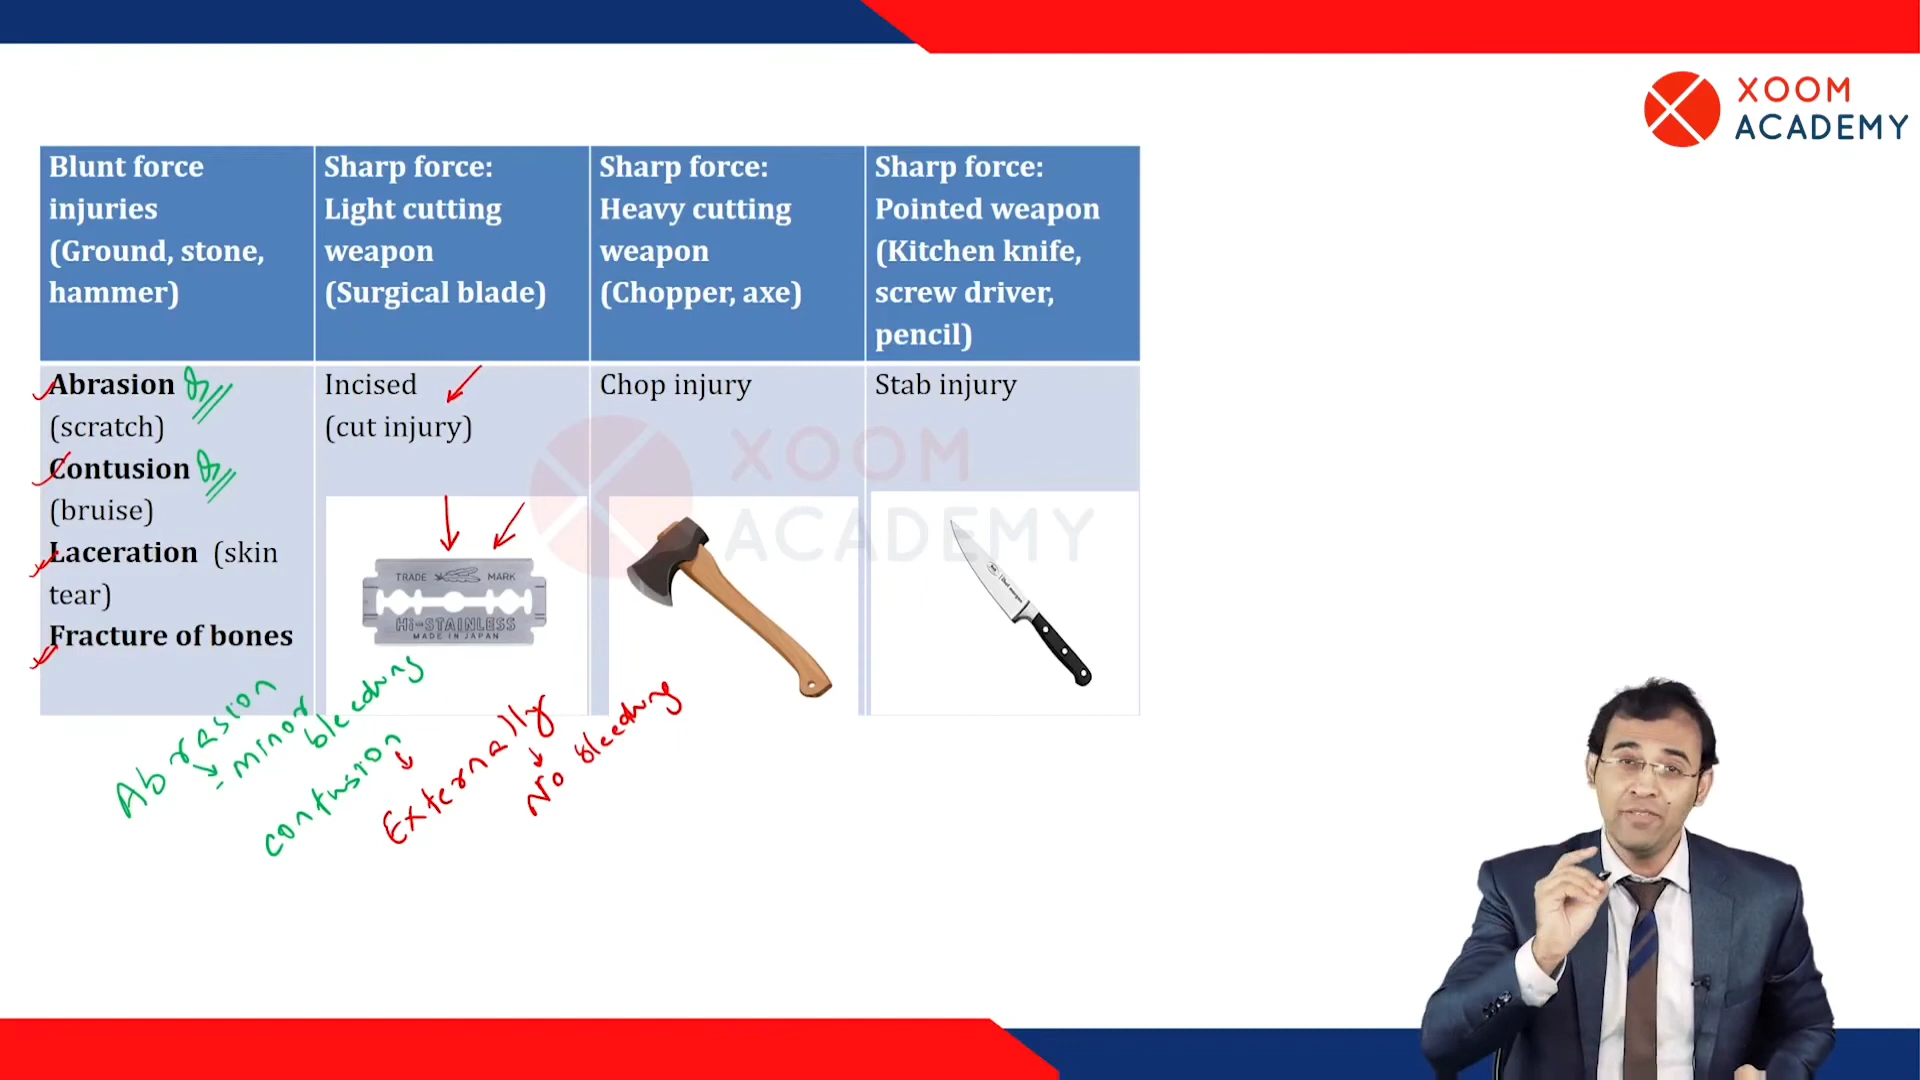 XOOM
ACADEMY
Blunt force
injuries
(Ground, stone,
hammer)
Sharp force:
Light cutting
weapon
(Surgical blade)
Sharp force:
Heavy cutting
weapon
(Chopper, axe)
Sharp force:
Pointed weapon
(Kitchen knife,
screw driver,
pencil)
Abrasion
(scratch)
Contusion
(bruise)
Laceration (skin
tear)
Fracture of bones
Incised
(cut injury)
Chop injury
Stab injury
XOOM
ACADEMY
TRADE MARK
Hi-STAINLESS
MADE IN JAPAN
Abrasion
minor
bleeding
contusion
Externally
No bleeding